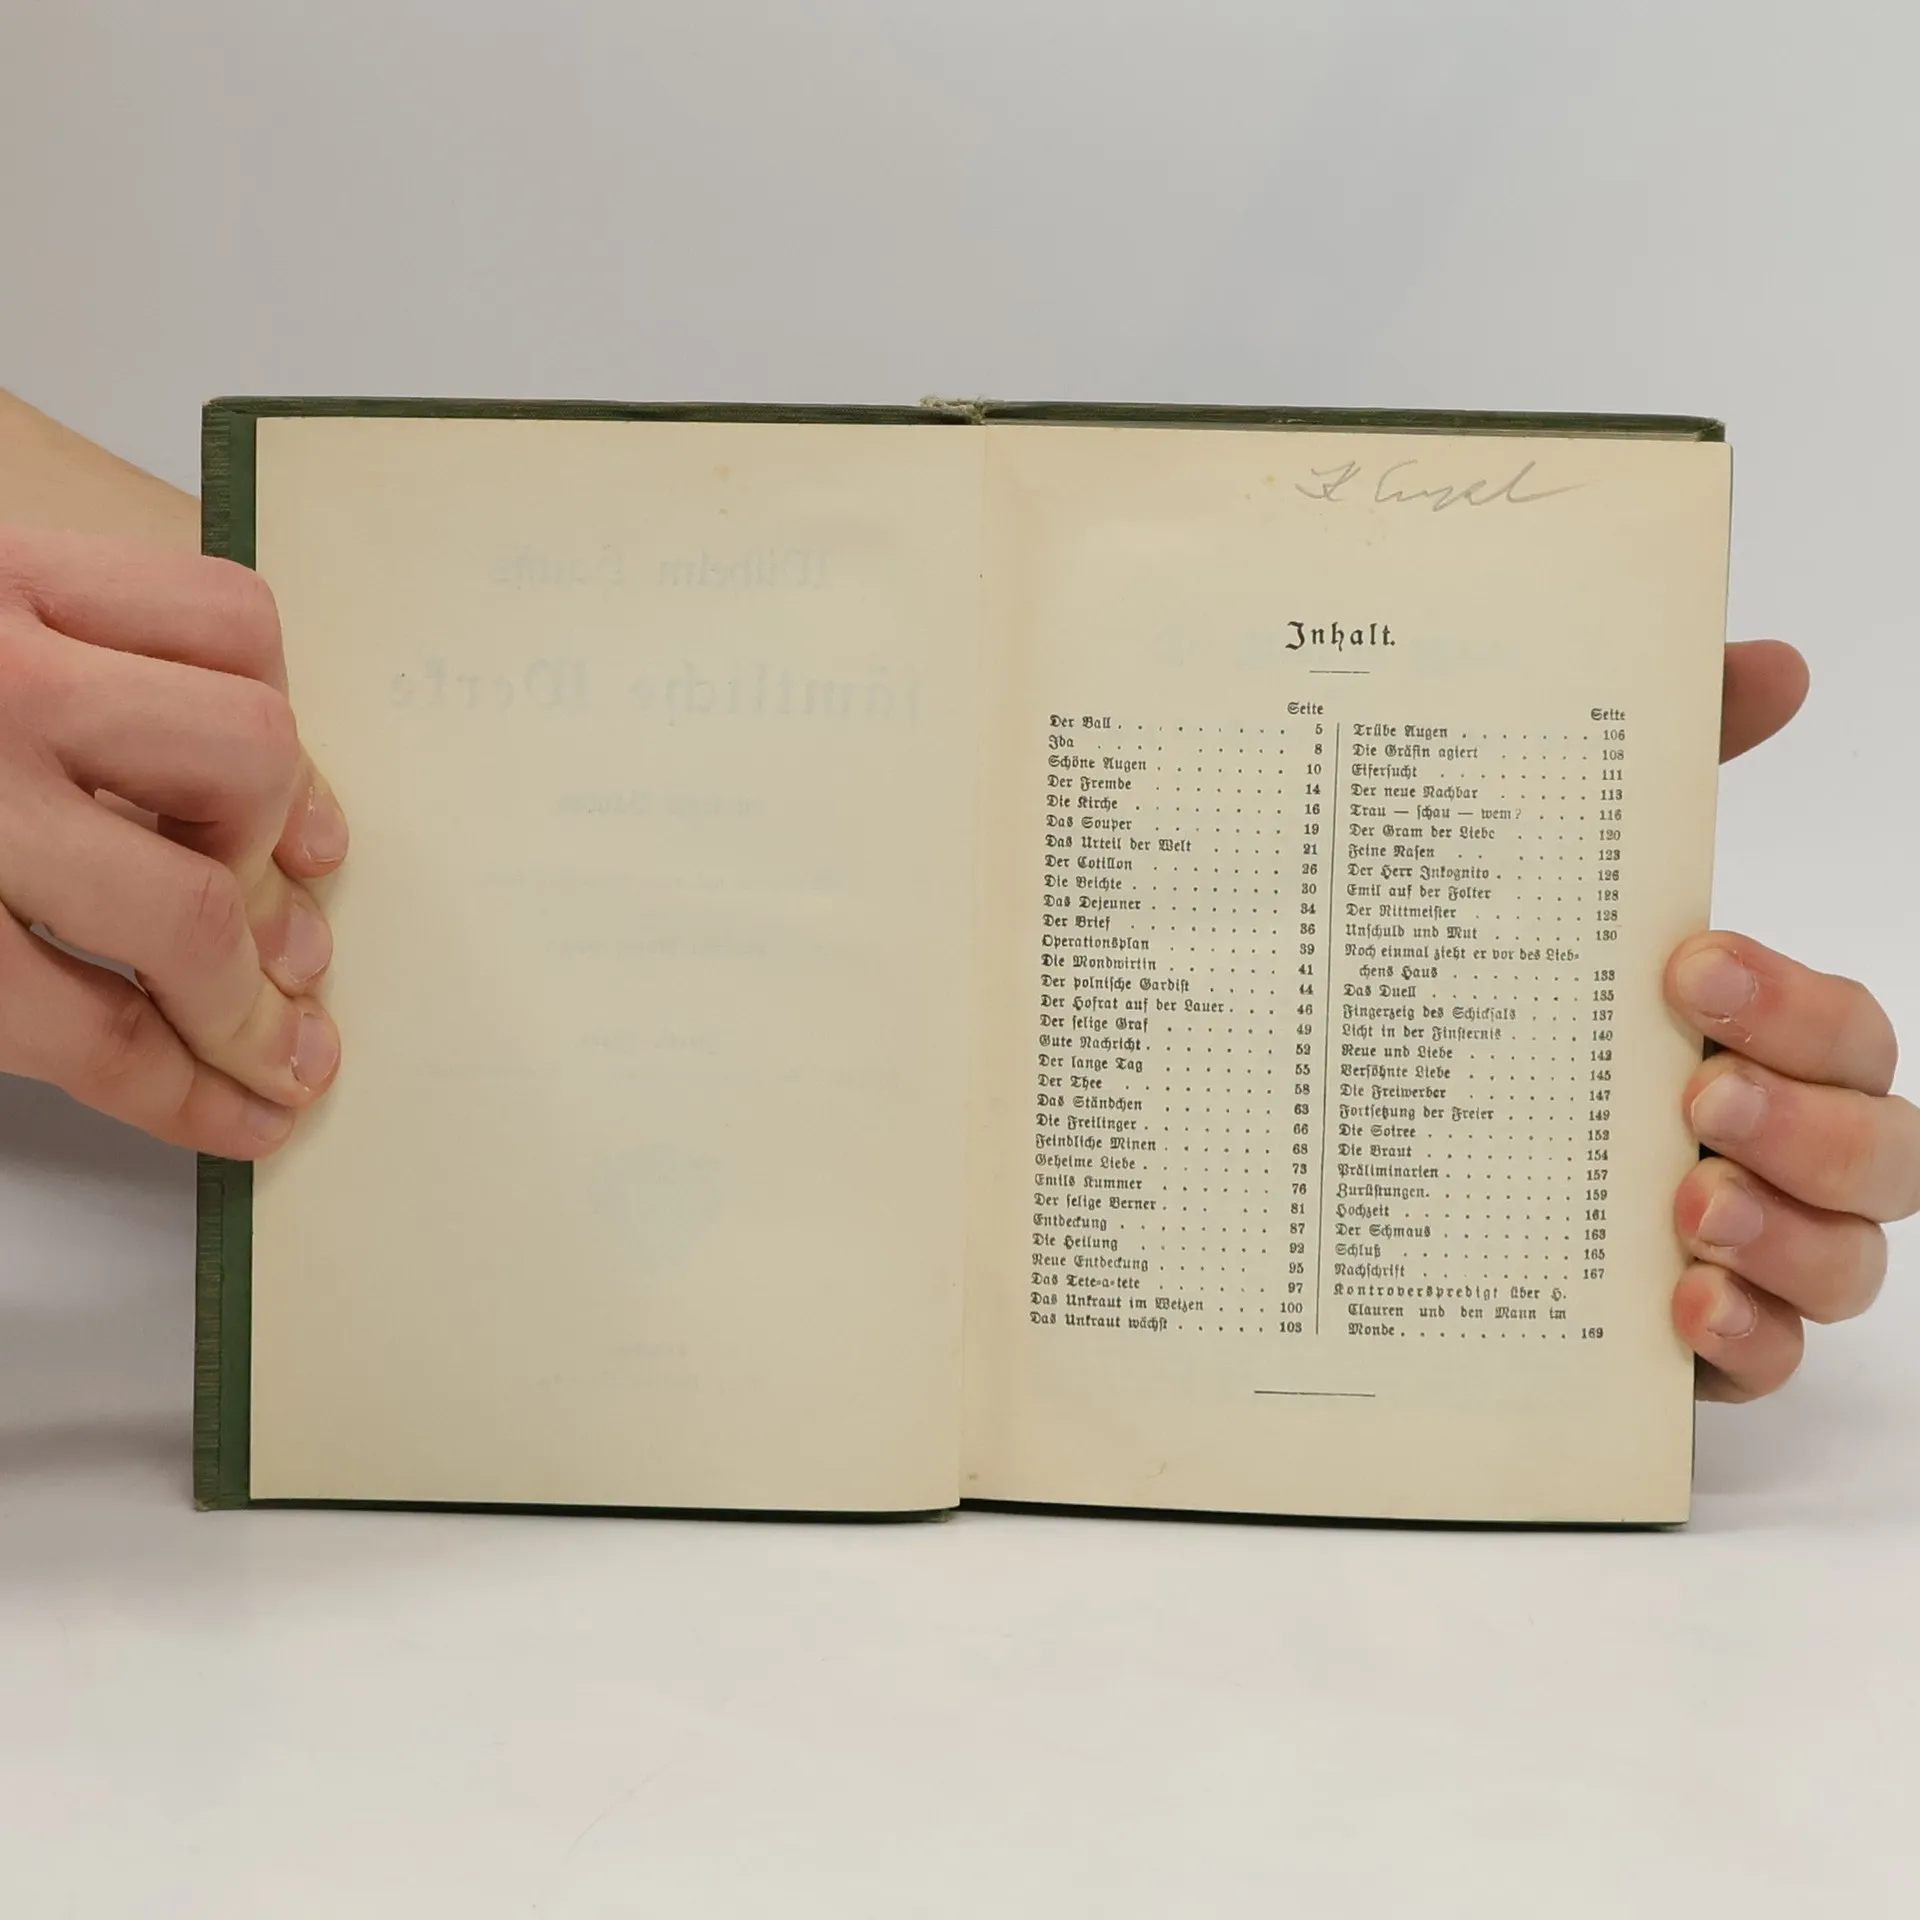 Inhalt.
Seite
Der Ball . . . . . . . . . 5
Ida . . . . . . . . . 8
Schöne Augen . . . . . . . 10
Der Fremde . . . . . . . 14
Die Kirche . . . . . . . . 16
Das Souper . . . . . . . 19
Das Urteil der Welt . . . . 21
Der Cotillon . . . . . . . 26
Die Beichte . . . . . . . . 30
Das Dejeuner . . . . . . . 34
Der Brief . . . . . . . . 36
Operationsplan . . . . . . 39
Die Mondwirtin . . . . . . 41
Der polnische Gardist . . . . 44
Der Hofrat auf der Lauer . . . 46
Der selige Graf . . . . . . 49
Gute Nachricht . . . . . . . 52
Der lange Tag . . . . . . 55
Der Thee . . . . . . . . 58
Das Ständchen . . . . . . 63
Die Freilinger . . . . . . . 66
Feindliche Minen . . . . . . 68
Geheime Liebe . . . . . . . 73
Emils Kummer . . . . . . 76
Der selige Berner . . . . . . 81
Entdeckung . . . . . . . . 87
Die Heilung . . . . . . . 92
Neue Entdeckung . . . . . 95
Das Tete-a-tete . . . . . . 97
Das Unkraut im Weizen . . . 100
Das Unkraut wächst . . . . . 103
Seite
Trübe Augen . . . . . . . 106
Die Gräfin agiert . . . . . 108
Eifersucht . . . . . . . . 111
Der neue Nachbar . . . . . 113
Trau — schau — wem? . . . 116
Der Gram der Liebe . . . . 120
Feine Nasen . . . . . . 123
Der Herr Inkognito . . . . . 126
Emil auf der Folter . . . . 128
Der Rittmeister . . . . . . 128
Unschuld und Mut . . . . . 130
Noch einmal zieht er vor des Lieb-
chens Haus . . . . . . . 133
Das Duell . . . . . . . . 135
Fingerzeig des Schicksals . . . 137
Licht in der Finsternis . . . . 140
Reue und Liebe . . . . . . 142
Versöhnte Liebe . . . . . . 145
Die Freiwerber . . . . . . 147
Fortsetzung der Freier . . . . 149
Die Soiree . . . . . . . . 152
Die Braut . . . . . . . . 154
Präliminarien . . . . . . . 157
Zurüstungen. . . . . . . . 159
Hochzeit . . . . . . . . . 161
Der Schmaus . . . . . . . 163
Schluß . . . . . . . . . 165
Nachschrift . . . . . . . . 167
Kontroverspredigt über H.
Clauren und den Mann im
Monde . . . . . . . . . 169